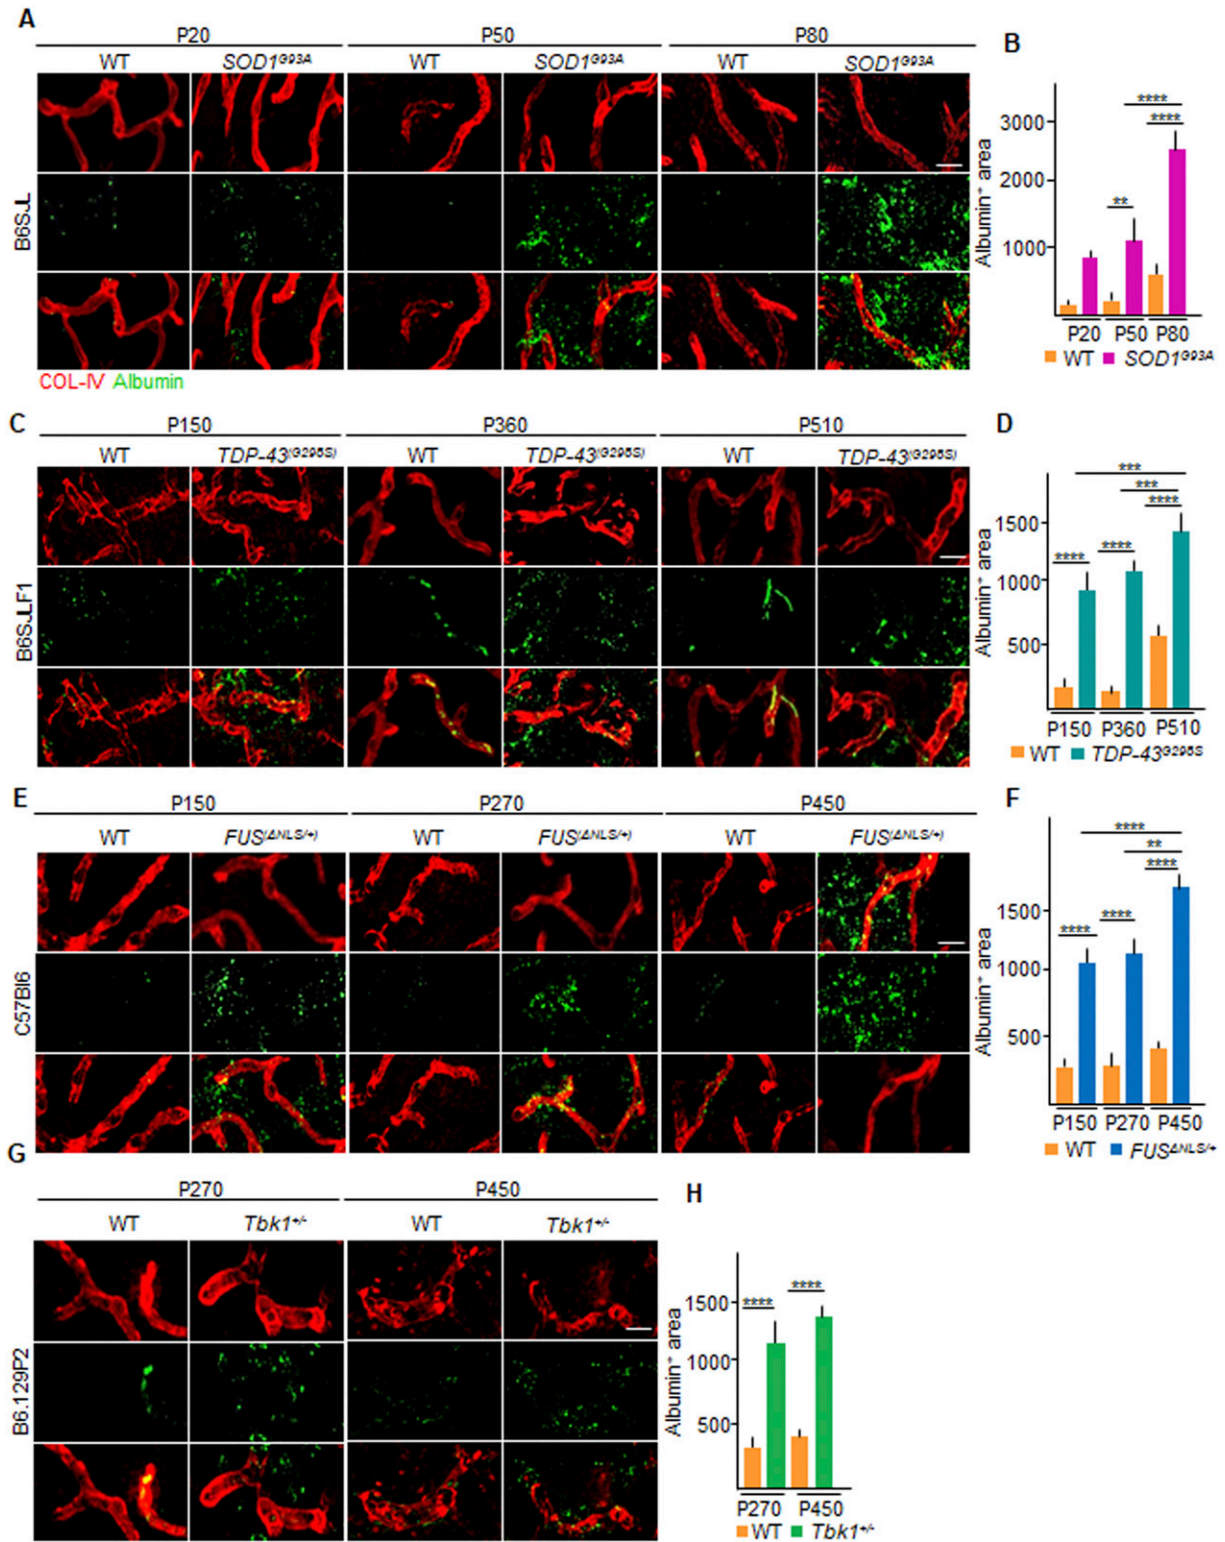 A
P20 P50 P80
WT SOD1ᴳ⁹³ᴬ WT SOD1ᴳ⁹³ᴬ WT SOD1ᴳ⁹³ᴬ
B6SJL
COL-IV Albumin
B
Albumin⁺ area
3000
2000
1000
**
****
****
P20 P50 P80
WT SOD1ᴳ⁹³ᴬ
C
P150 P360 P510
WT TDP-43⁽ᴳ²⁹⁸ˢ⁾ WT TDP-43⁽ᴳ²⁹⁸ˢ⁾ WT TDP-43⁽ᴳ²⁹⁸ˢ⁾
B6SJLF1
D
Albumin⁺ area
1500
1000
500
***
***
****
****
****
P150 P360 P510
WT TDP-43ᴳ²⁹⁸ˢ
E
P150 P270 P450
WT FUS(ΔNLS/+) WT FUS(ΔNLS/+) WT FUS(ΔNLS/+)
C57Bl6
F
Albumin⁺ area
1500
1000
500
****
**
****
****
****
P150 P270 P450
WT FUSΔNLS/+
G
P270 P450
WT Tbk1⁺/⁻ WT Tbk1⁺/⁻
B6.129P2
H
Albumin⁺ area
1500
1000
500
****
****
P270 P450
WT Tbk1⁺/⁻